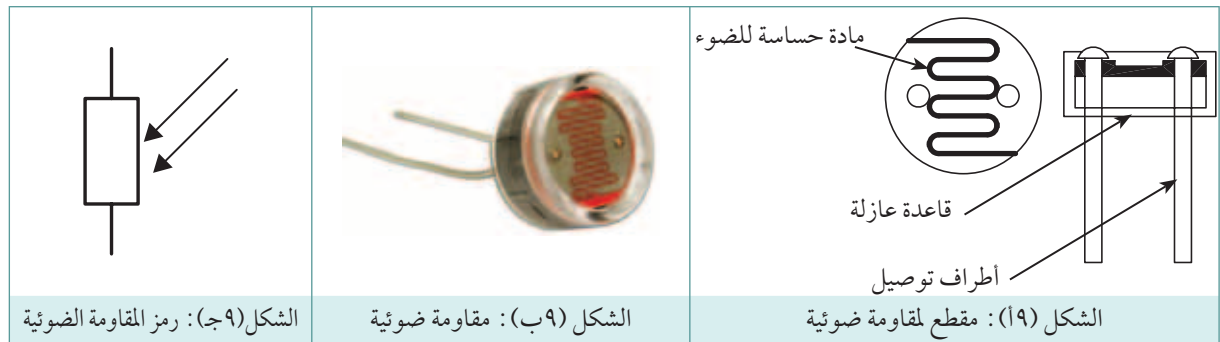 مادة حساسة للضوء
قاعدة عازلة
أطراف توصيل
الشكل (٩أ): مقطع لمقاومة ضوئية
الشكل (٩ب): مقاومة ضوئية
الشكل(٩جـ): رمز المقاومة الضوئية